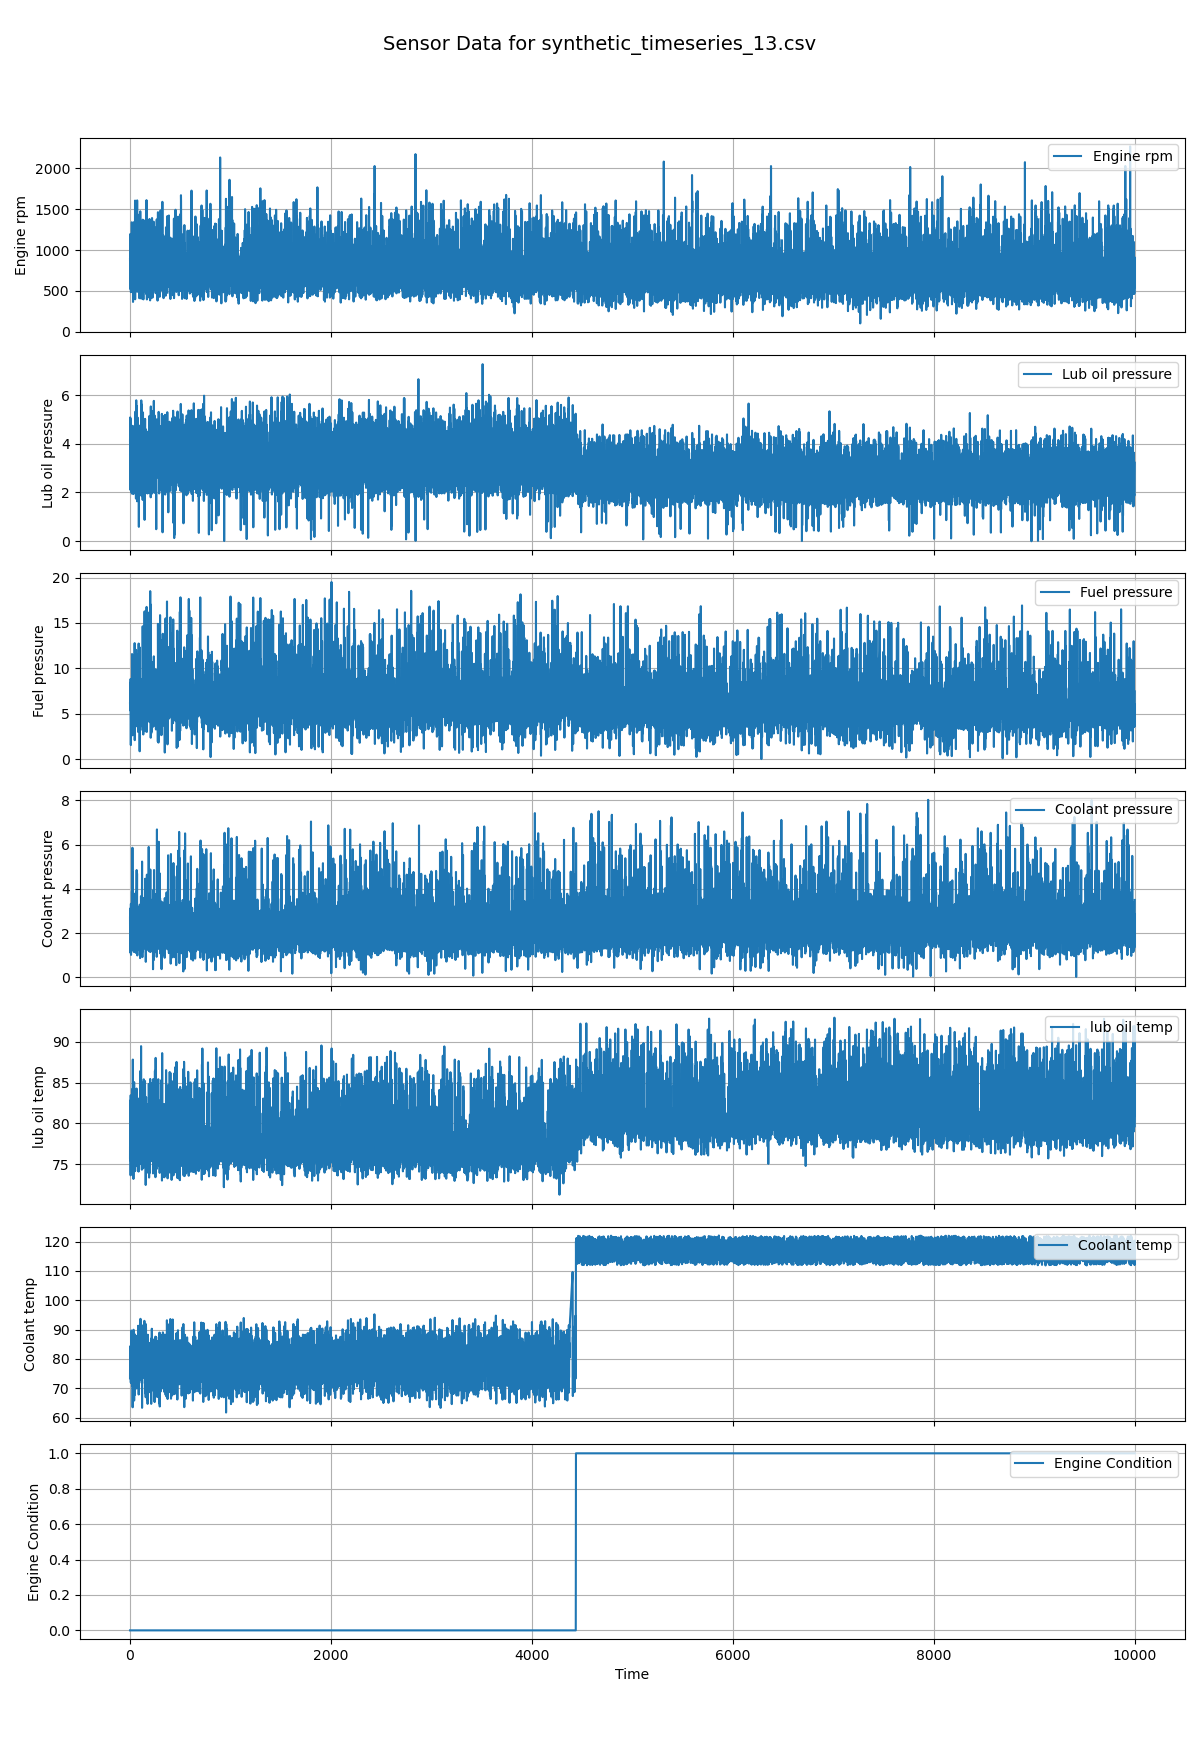 Sensor Data for synthetic_timeseries_13.csv
Engine rpm
2000
1500
1000
500
0
Engine rpm
Lub oil pressure
6
4
2
0
Lub oil pressure
Fuel pressure
20
15
10
5
0
Fuel pressure
Coolant pressure
8
6
4
2
0
Coolant pressure
lub oil temp
90
85
80
75
lub oil temp
Coolant temp
120
110
100
90
80
70
60
Coolant temp
Engine Condition
1.0
0.8
0.6
0.4
0.2
0.0
Engine Condition
0 2000 4000 6000 8000 10000
Time